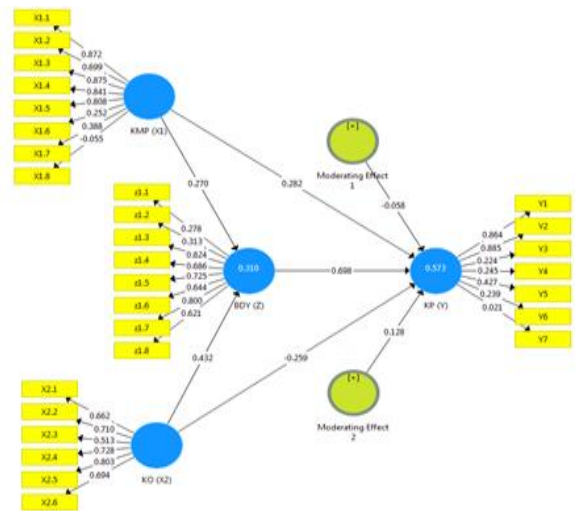 X1.1
X1.2
X1.3
X1.4
X1.5
X1.6
X1.7
X1.8
0.872
0.699
0.875
0.841
0.808
0.252
0.388
-0.055
KMP (X1)
[+]
Moderating Effect
1
0.270
0.282
-0.058
z1.1
z1.2
z1.3
z1.4
z1.5
z1.6
z1.7
z1.8
0.278
0.313
0.824
0.686
0.725
0.644
0.800
0.621
0.310
BDY (Z)
0.698
0.573
KP (Y)
0.864
0.885
0.224
0.245
0.427
0.239
0.021
Y1
Y2
Y3
Y4
Y5
Y6
Y7
0.432
-0.259
0.128
[+]
Moderating Effect
2
X2.1
X2.2
X2.3
X2.4
X2.5
X2.6
0.662
0.710
0.513
0.728
0.803
0.694
KO (X2)